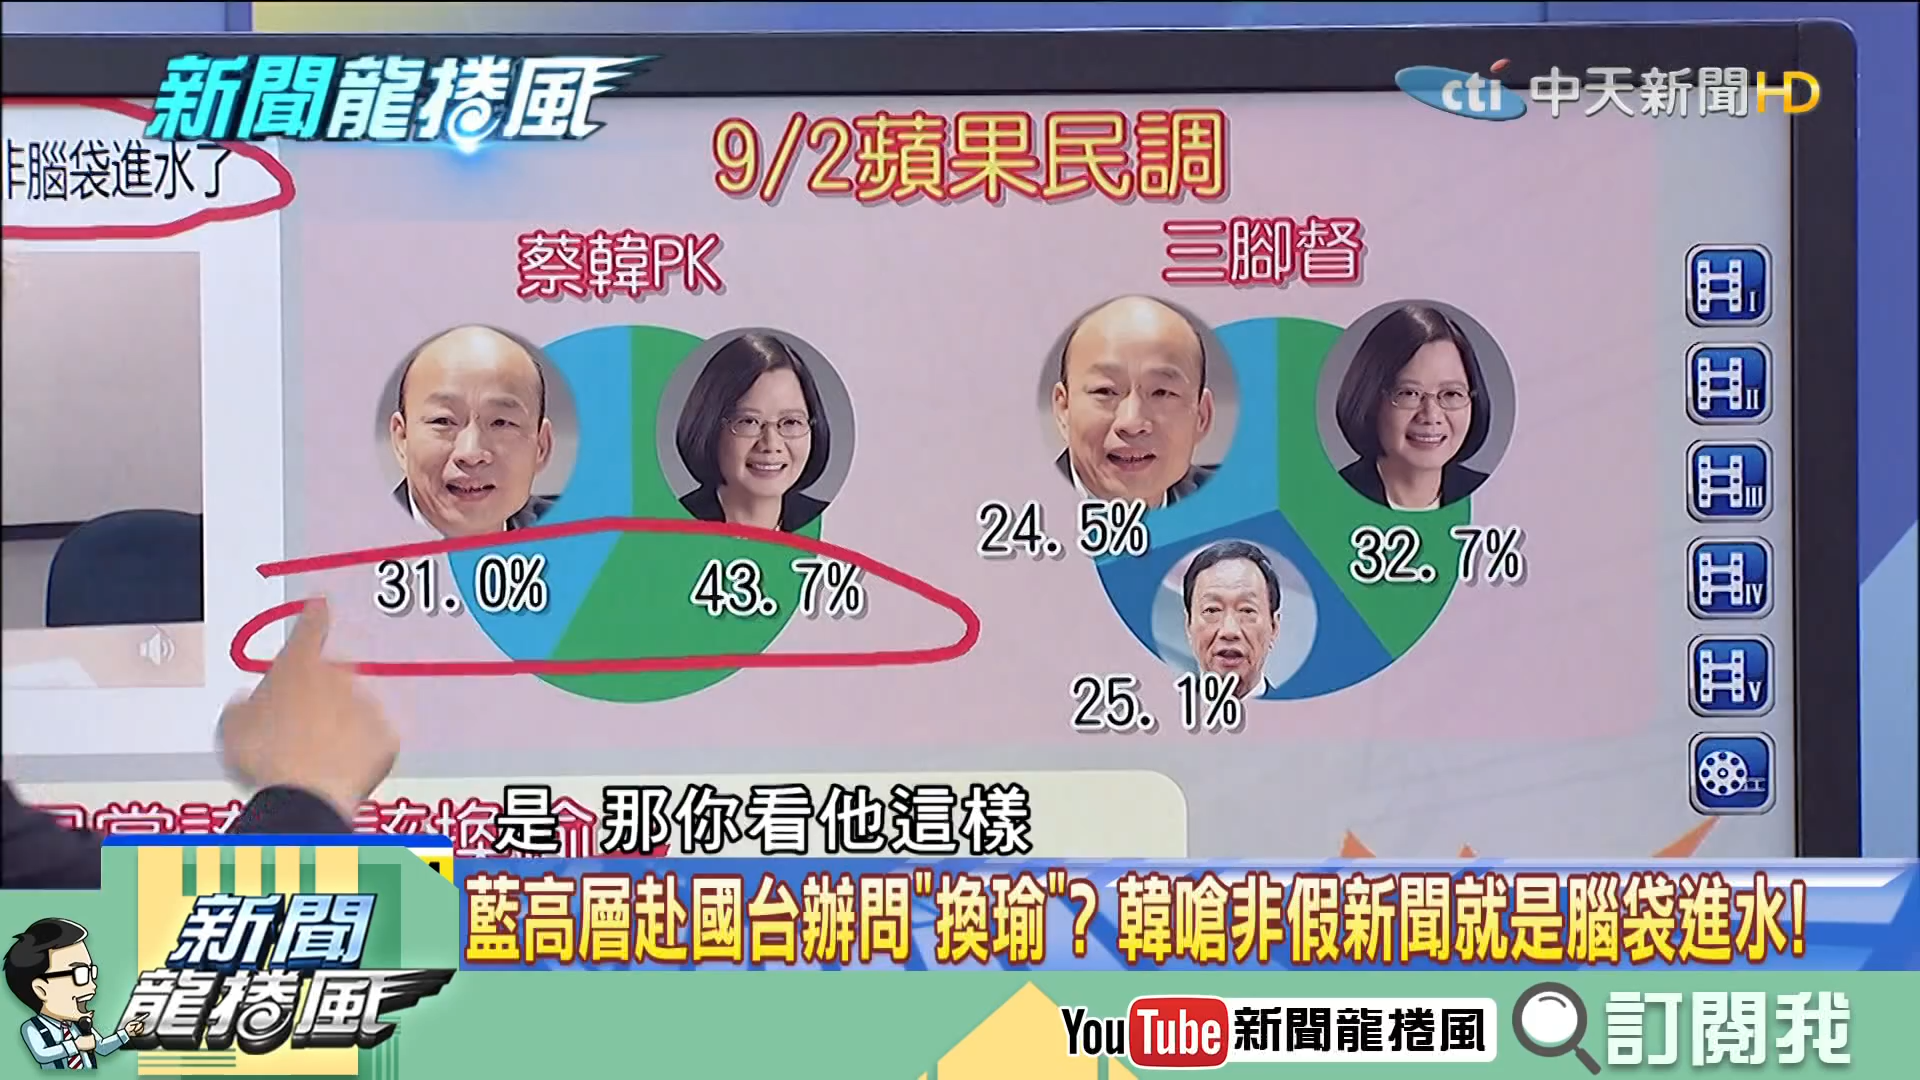 新聞龍捲風
cti 中天新聞HD
非腦袋進水了
9/2蘋果民調
蔡韓PK
三腳督
31.0%
43.7%
24.5%
32.7%
25.1%
I
II
III
IV
V
是 那你看他這樣
藍高層赴國台辦問"換瑜"? 韓嗆非假新聞就是腦袋進水!
新聞
龍捲風
YouTube 新聞龍捲風
訂閱我